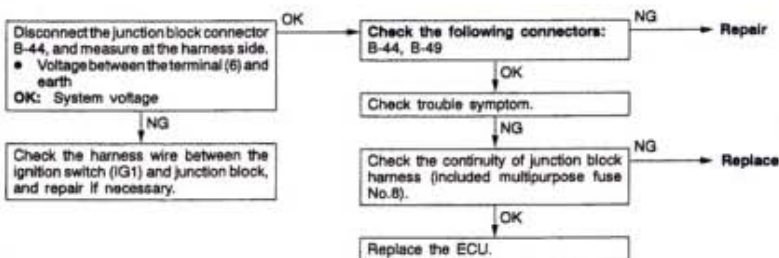 Disconnect the junction block connector
B-44, and measure at the harness side.
• Voltage between the terminal (6) and
earth
OK: System voltage
OK
NG
Check the harness wire between the
ignition switch (IG1) and junction block,
and repair if necessary.
Check the following connectors:
B-44, B-49
NG
Repair
OK
Check trouble symptom.
NG
Check the continuity of junction block
harness (included multipurpose fuse
No.8).
NG
Replace
OK
Replace the ECU.